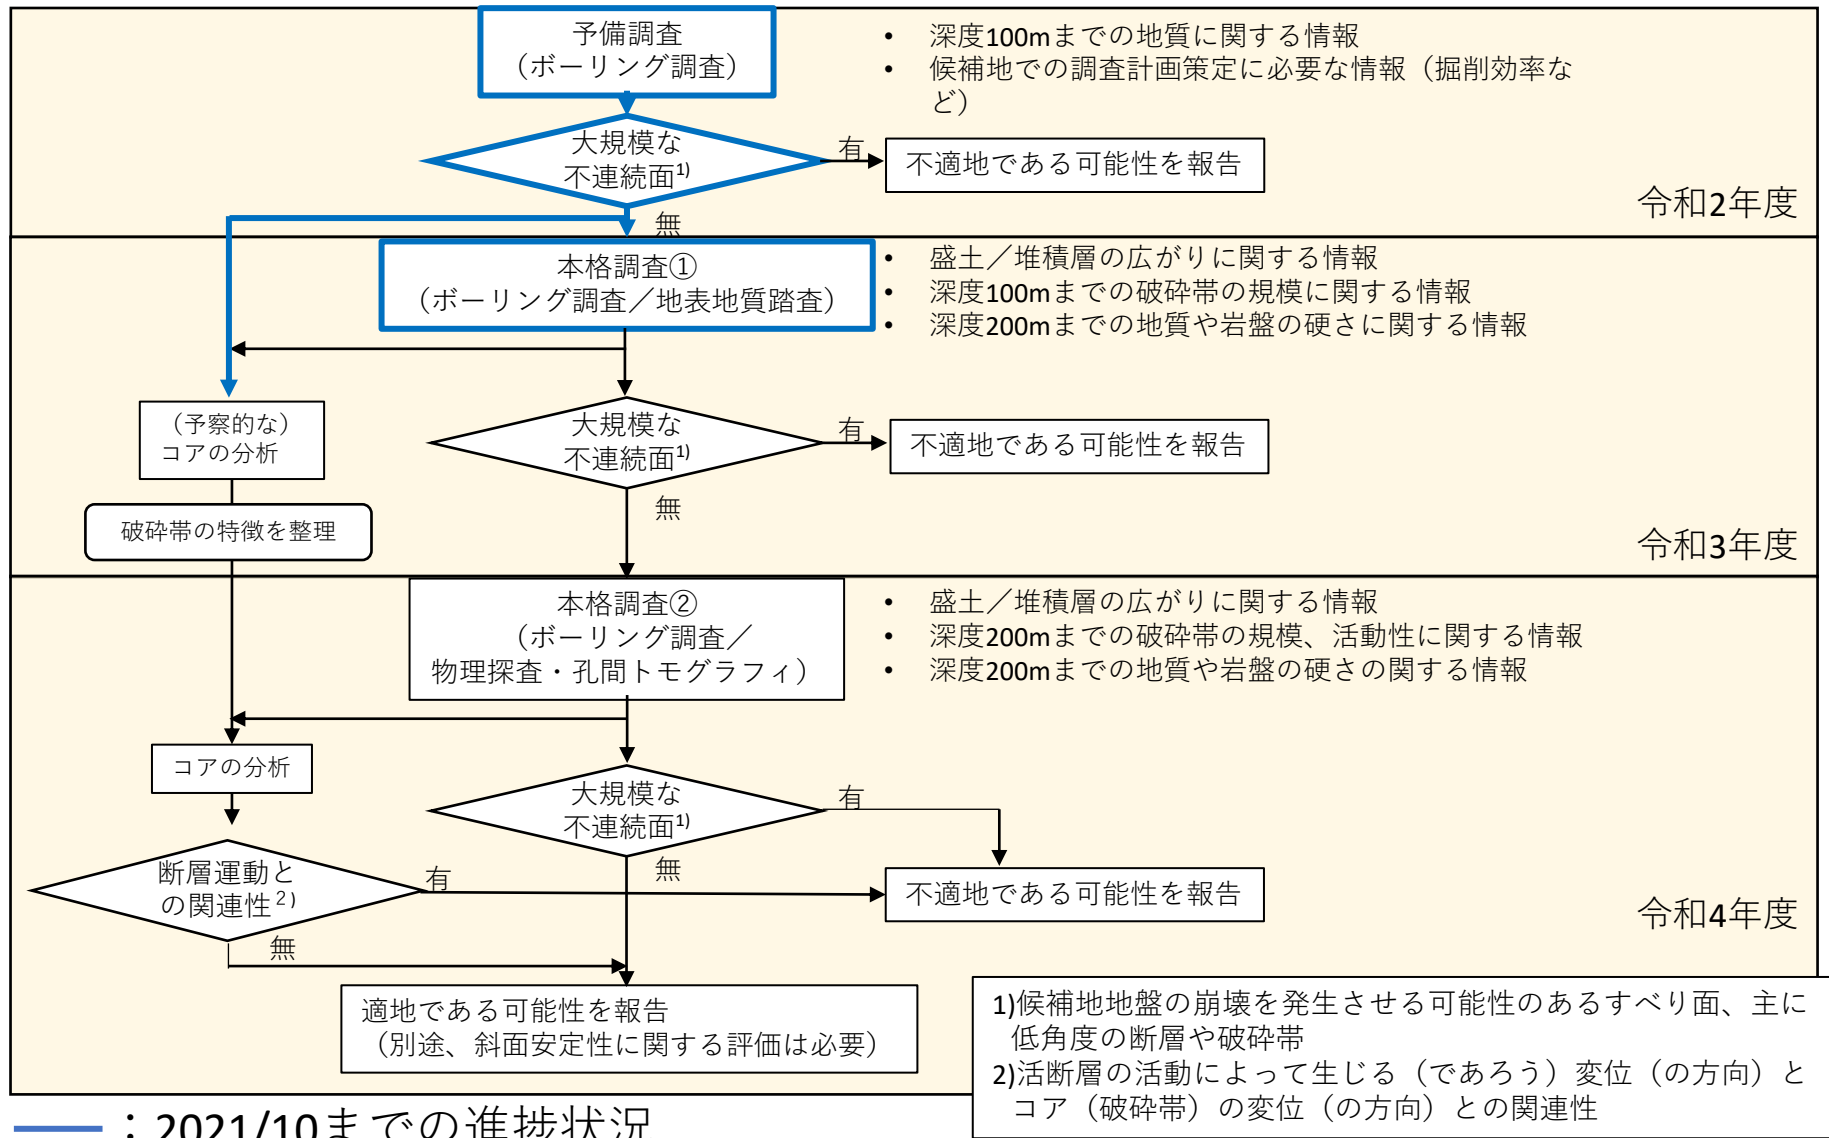 予備調査
（ボーリング調査）
• 深度100mまでの地質に関する情報
• 候補地での調査計画策定に必要な情報（掘削効率な
ど）
大規模な
不連続面1)
有
不適地である可能性を報告
無
令和2年度
本格調査①
（ボーリング調査／地表地質踏査）
• 盛土／堆積層の広がりに関する情報
• 深度100mまでの破砕帯の規模に関する情報
• 深度200mまでの地質や岩盤の硬さに関する情報
（予察的な）
コアの分析
大規模な
不連続面1)
有
不適地である可能性を報告
無
破砕帯の特徴を整理
令和3年度
本格調査②
（ボーリング調査／
物理探査・孔間トモグラフィ）
• 盛土／堆積層の広がりに関する情報
• 深度200mまでの破砕帯の規模、活動性に関する情報
• 深度200mまでの地質や岩盤の硬さの関する情報
コアの分析
大規模な
不連続面1)
有
無
断層運動と
の関連性2)
有
不適地である可能性を報告
無
令和4年度
適地である可能性を報告
（別途、斜面安定性に関する評価は必要）
1)候補地地盤の崩壊を発生させる可能性のあるすべり面、主に
低角度の断層や破砕帯
2)活断層の活動によって生じる（であろう）変位（の方向）と
コア（破砕帯）の変位（の方向）との関連性
：2021/10までの進捗状況